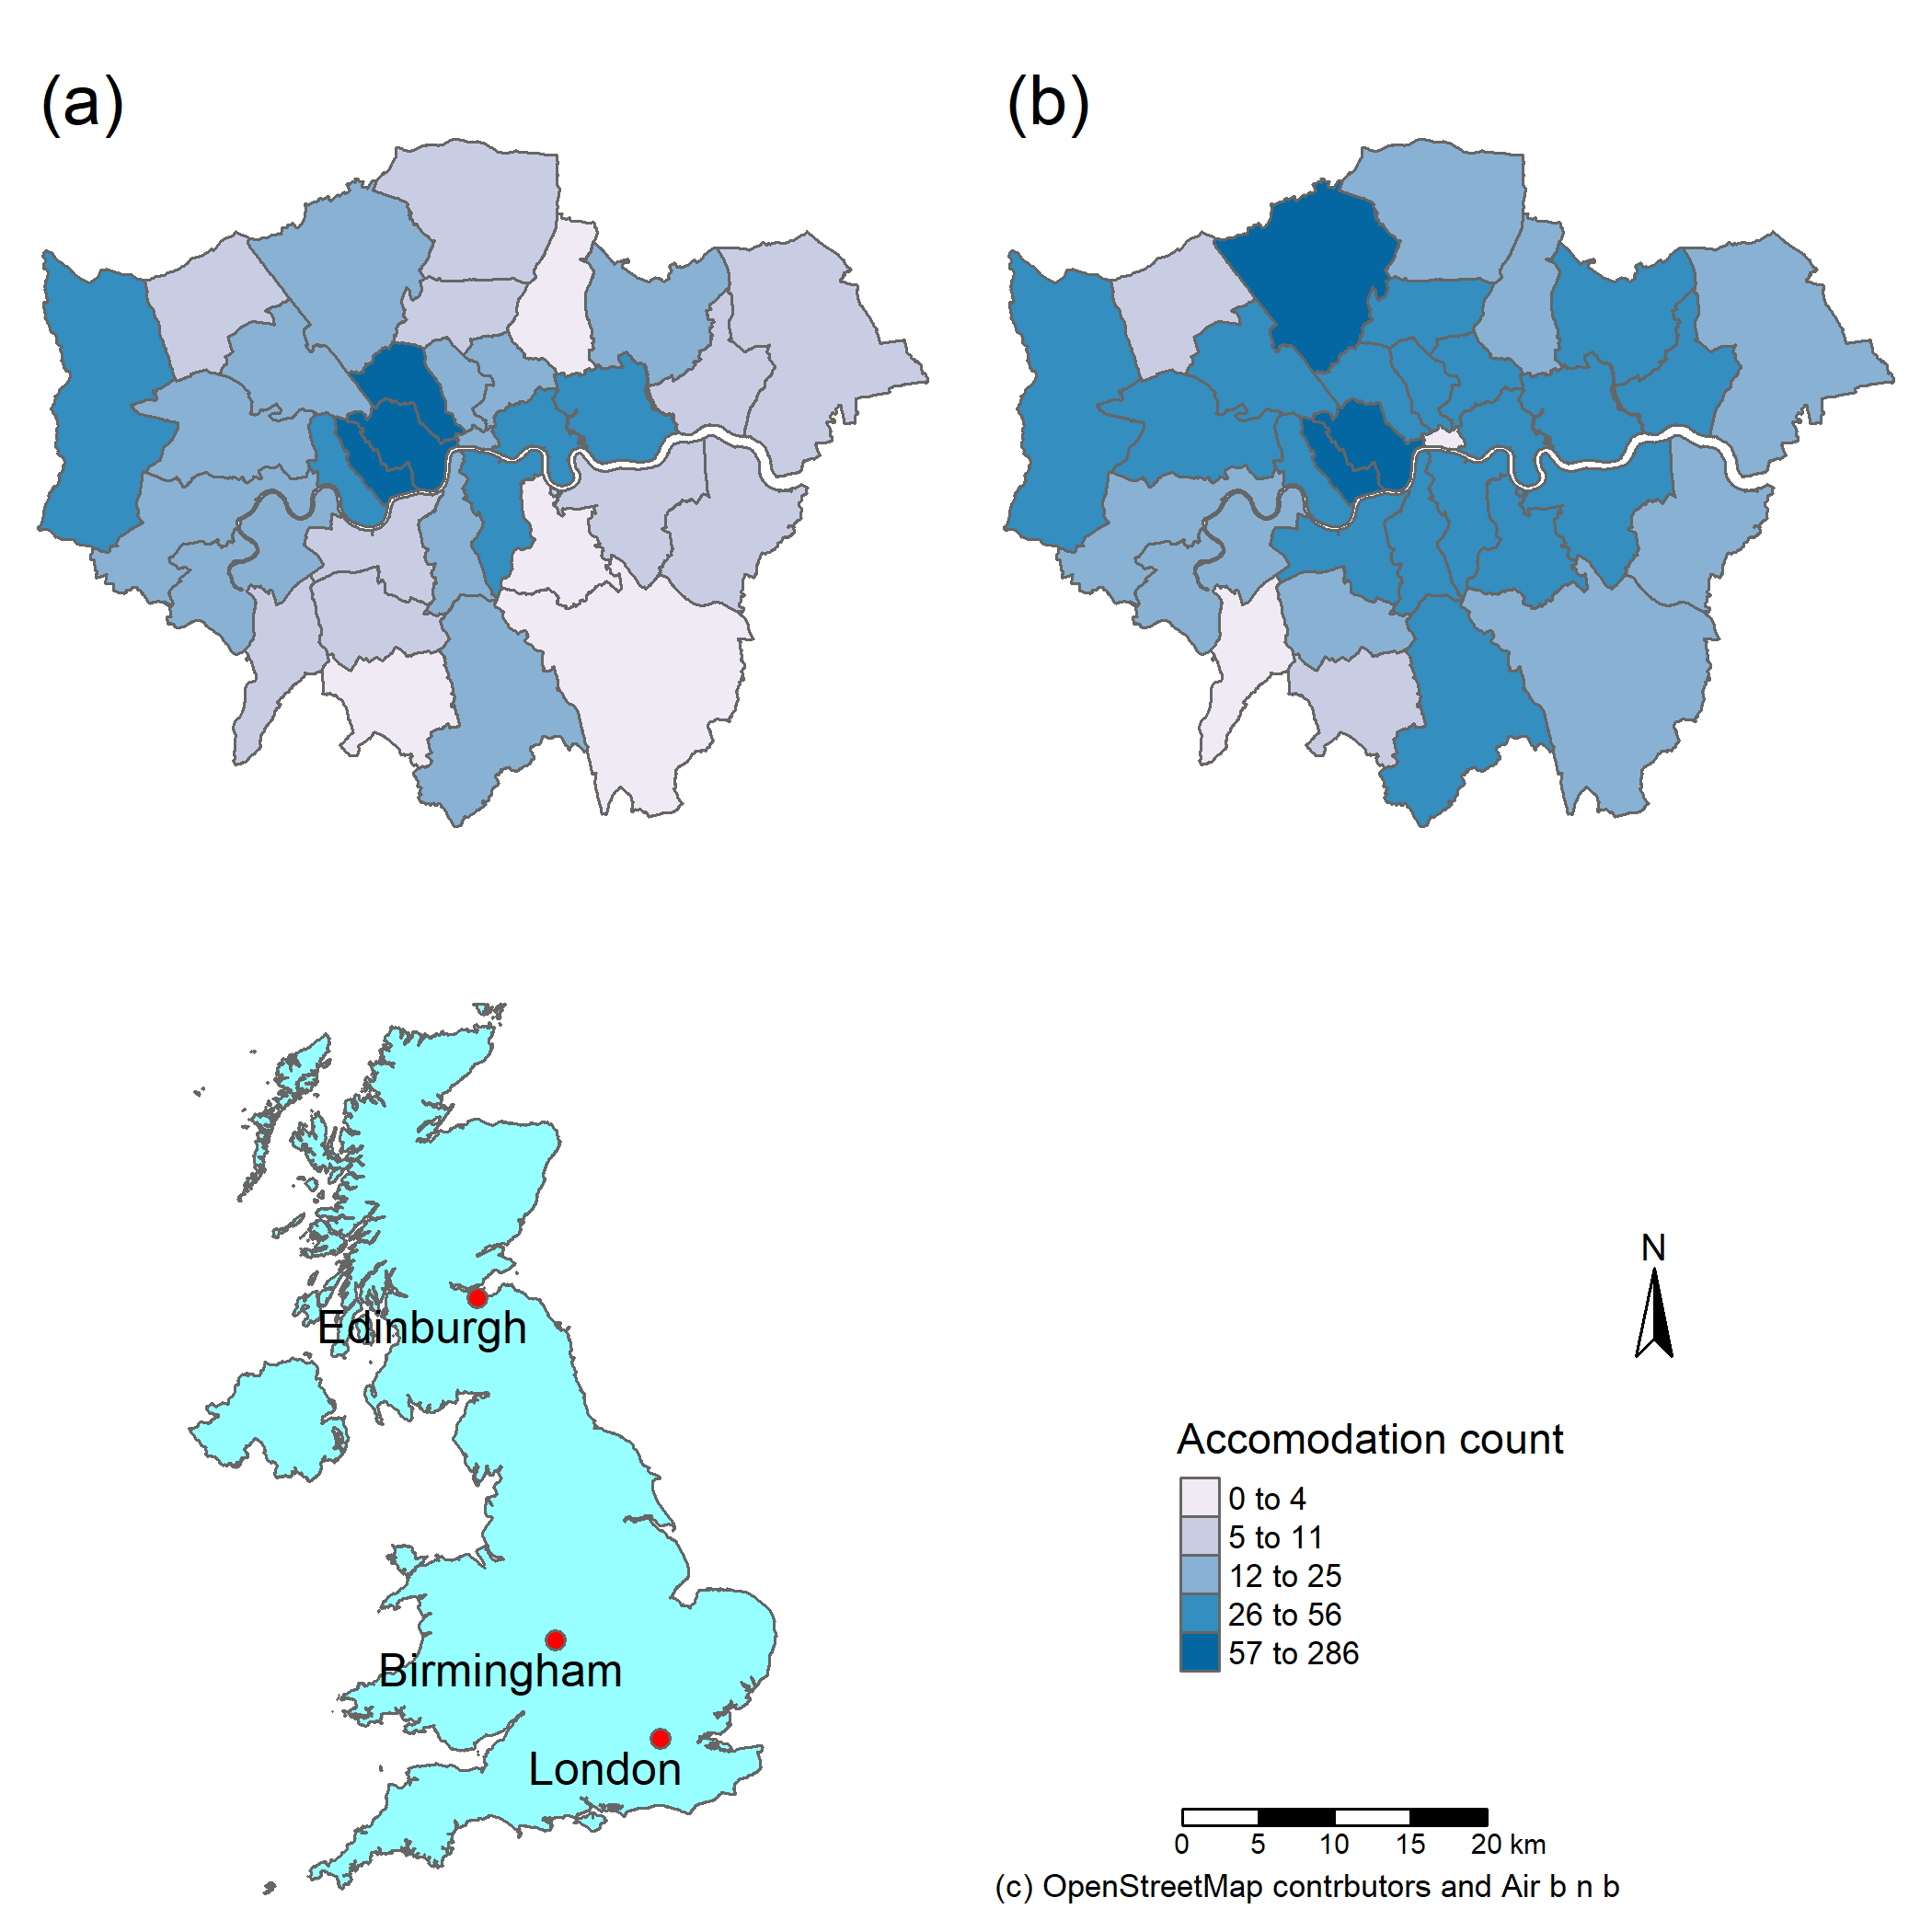 (a)
(b)
Edinburgh
Birmingham
London
N
Accomodation count
0 to 4
5 to 11
12 to 25
26 to 56
57 to 286
0 5 10 15 20 km
(c) OpenStreetMap contrbutors and Air b n b